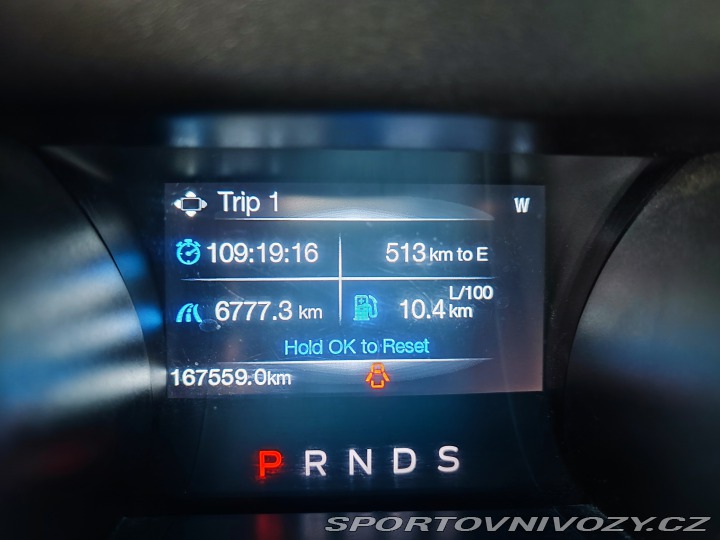 Trip 1 W
109:19:16 513 km to E
6777.3 km 10.4 L/100 km
Hold OK to Reset
167559.0km
P R N D S
SPORTOVNIVOZY.CZ